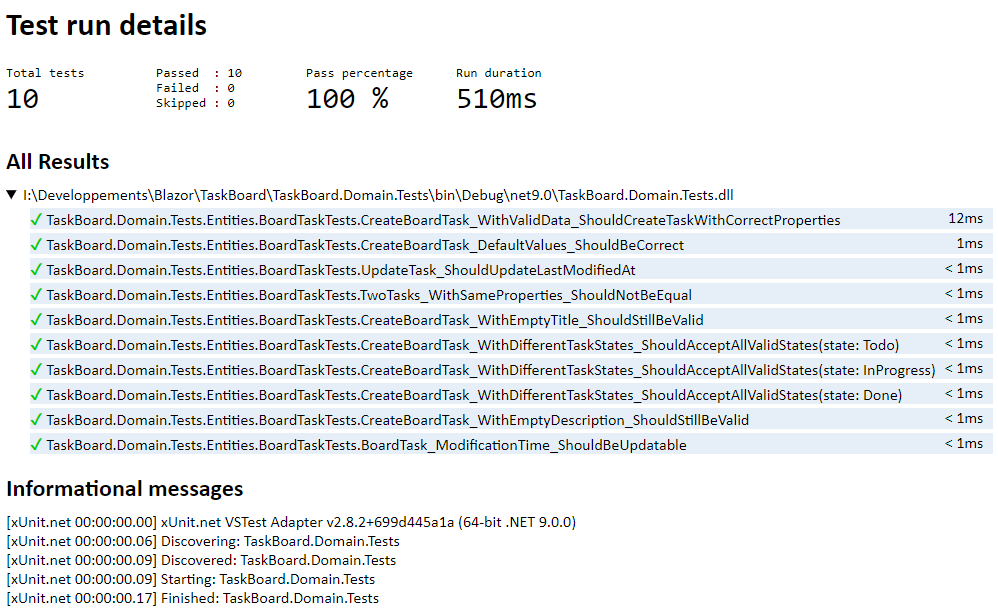 Test run details
Total tests
10
Passed : 10
Failed : 0
Skipped : 0
Pass percentage
100 %
Run duration
510ms
All Results
▼ I:\Developpements\Blazor\TaskBoard\TaskBoard.Domain.Tests\bin\Debug\net9.0\TaskBoard.Domain.Tests.dll
✓ TaskBoard.Domain.Tests.Entities.BoardTaskTests.CreateBoardTask_WithValidData_ShouldCreateTaskWithCorrectProperties 12ms
✓ TaskBoard.Domain.Tests.Entities.BoardTaskTests.CreateBoardTask_DefaultValues_ShouldBeCorrect 1ms
✓ TaskBoard.Domain.Tests.Entities.BoardTaskTests.UpdateTask_ShouldUpdateLastModifiedAt < 1ms
✓ TaskBoard.Domain.Tests.Entities.BoardTaskTests.TwoTasks_WithSameProperties_ShouldNotBeEqual < 1ms
✓ TaskBoard.Domain.Tests.Entities.BoardTaskTests.CreateBoardTask_WithEmptyTitle_ShouldStillBeValid < 1ms
✓ TaskBoard.Domain.Tests.Entities.BoardTaskTests.CreateBoardTask_WithDifferentTaskStates_ShouldAcceptAllValidStates(state: Todo) < 1ms
✓ TaskBoard.Domain.Tests.Entities.BoardTaskTests.CreateBoardTask_WithDifferentTaskStates_ShouldAcceptAllValidStates(state: InProgress) < 1ms
✓ TaskBoard.Domain.Tests.Entities.BoardTaskTests.CreateBoardTask_WithDifferentTaskStates_ShouldAcceptAllValidStates(state: Done) < 1ms
✓ TaskBoard.Domain.Tests.Entities.BoardTaskTests.CreateBoardTask_WithEmptyDescription_ShouldStillBeValid < 1ms
✓ TaskBoard.Domain.Tests.Entities.BoardTaskTests.BoardTask_ModificationTime_ShouldBeUpdatable < 1ms
Informational messages
[xUnit.net 00:00:00.00] xUnit.net VSTest Adapter v2.8.2+699d445a1a (64-bit .NET 9.0.0)
[xUnit.net 00:00:00.06] Discovering: TaskBoard.Domain.Tests
[xUnit.net 00:00:00.09] Discovered: TaskBoard.Domain.Tests
[xUnit.net 00:00:00.09] Starting: TaskBoard.Domain.Tests
[xUnit.net 00:00:00.17] Finished: TaskBoard.Domain.Tests